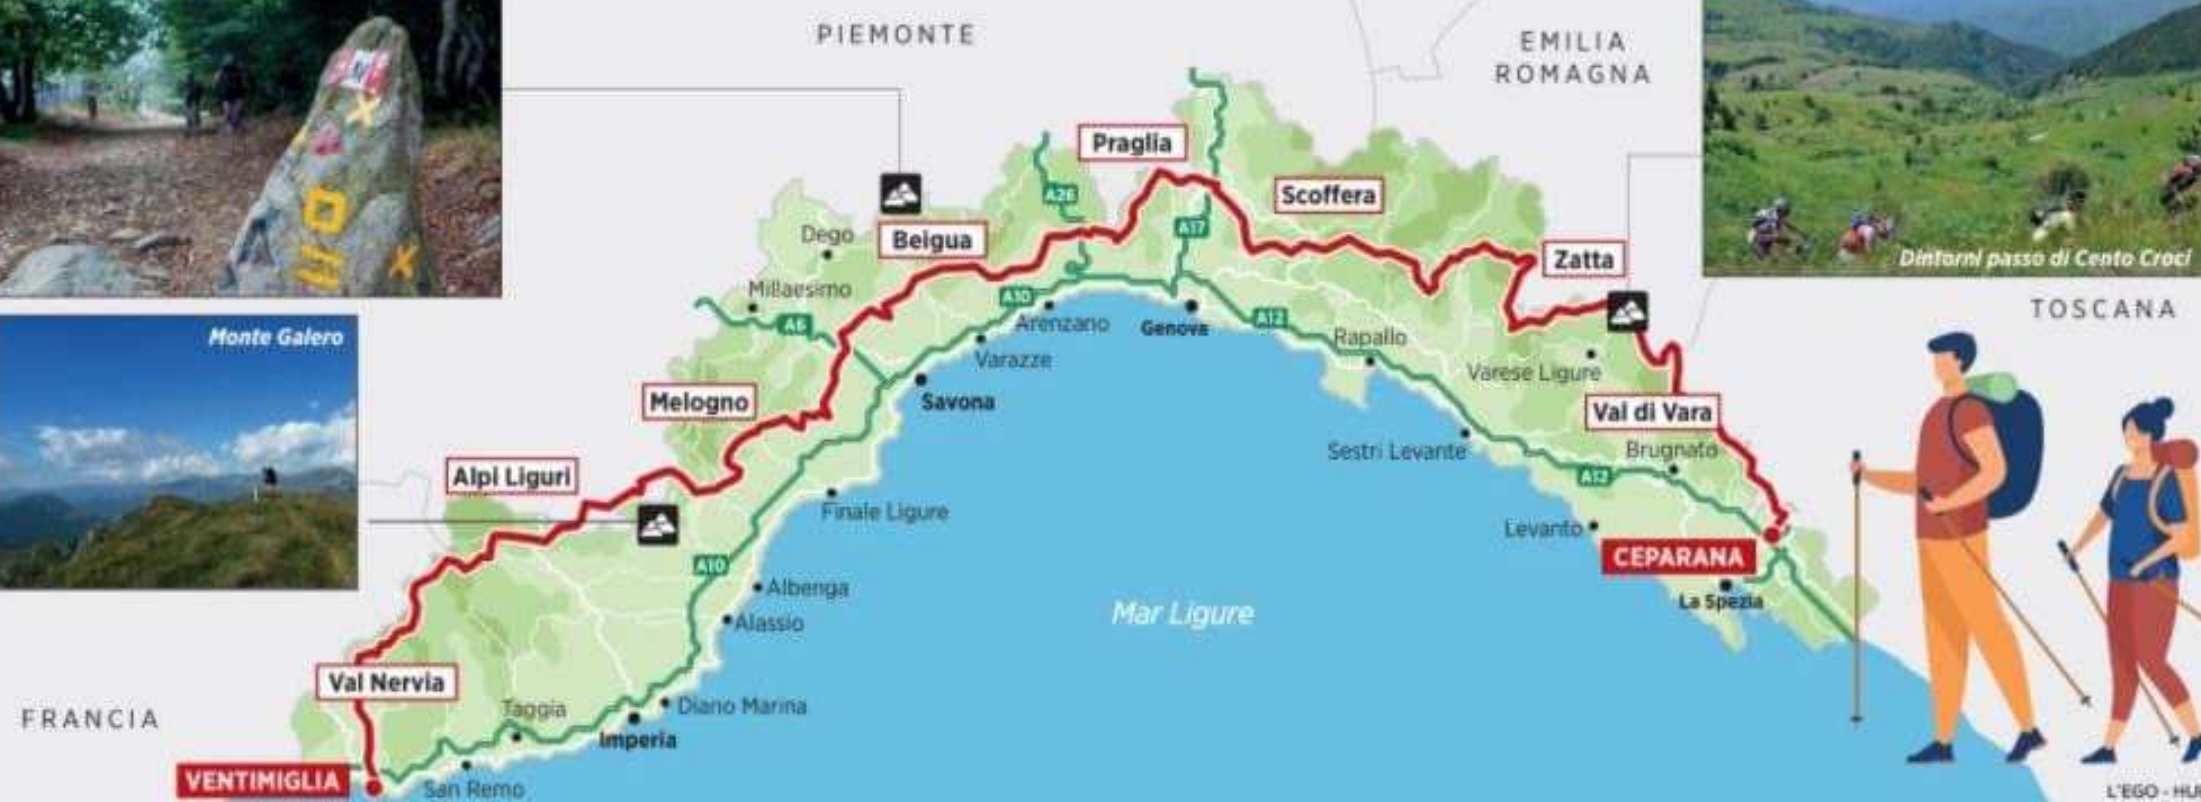 PIEMONTE
EMILIA
ROMAGNA
Praglia
A26
Scoffera
A17
Dego
Beigua
Zatta
Dintorni passo di Cento Croci
Millaesimo
A10
TOSCANA
A6
Arenzano
Genova
A12
Rapallo
Monte Galero
Varazze
Varese Ligure
Melogno
Savona
Val di Vara
Sestri Levante
Brugnato
Alpi Liguri
A12
Finale Ligure
Levanto
CEPARANA
A10
Albenga
La Spezia
Mar Ligure
Alassio
Val Nervia
FRANCIA
Taggia
Diano Marina
Imperia
VENTIMIGLIA
San Remo
L'EGO - HU